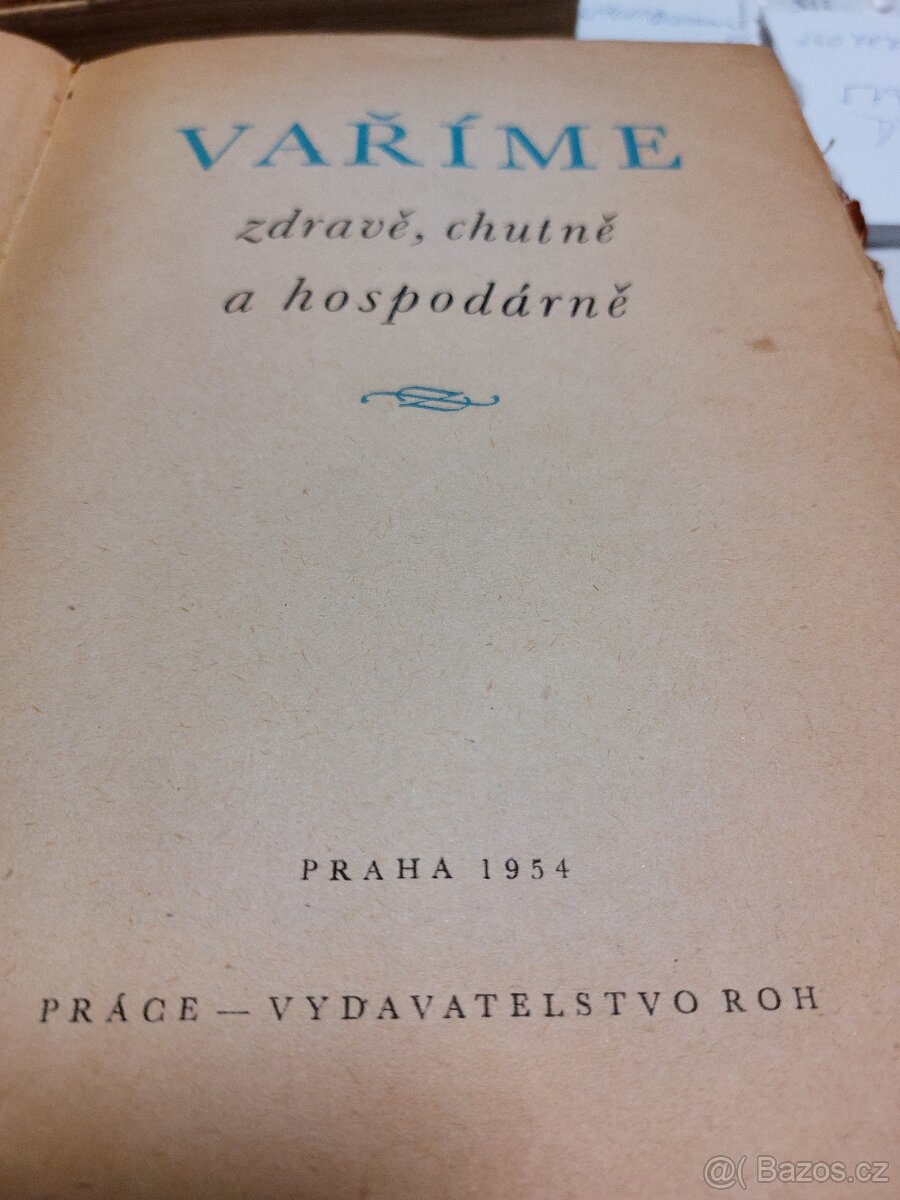 VAŘÍME
zdravě, chutně
a hospodárně
PRAHA 1954
PRÁCE — VYDAVATELSTVO ROH
@( Bazos.cz